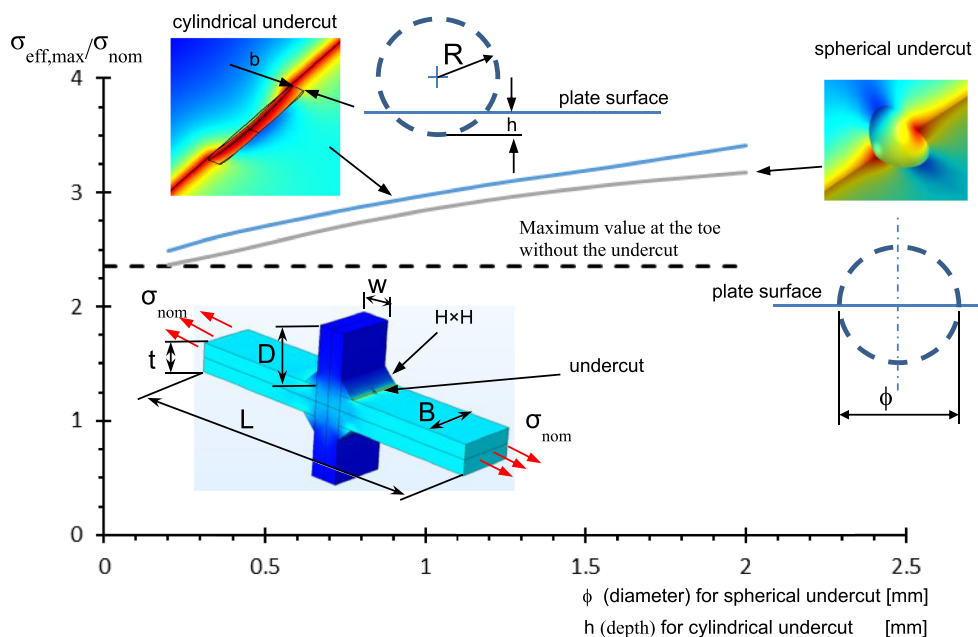 cylindrical undercut
σeff,max/σnom
spherical undercut
b
R
plate surface
h
4
3
Maximum value at the toe
without the undercut
2
plate surface
w
σnom
H×H
D
t
undercut
B
L
σnom
ϕ
1
0
0
0.5
1
1.5
2
2.5
ϕ (diameter) for spherical undercut [mm]
h (depth) for cylindrical undercut [mm]